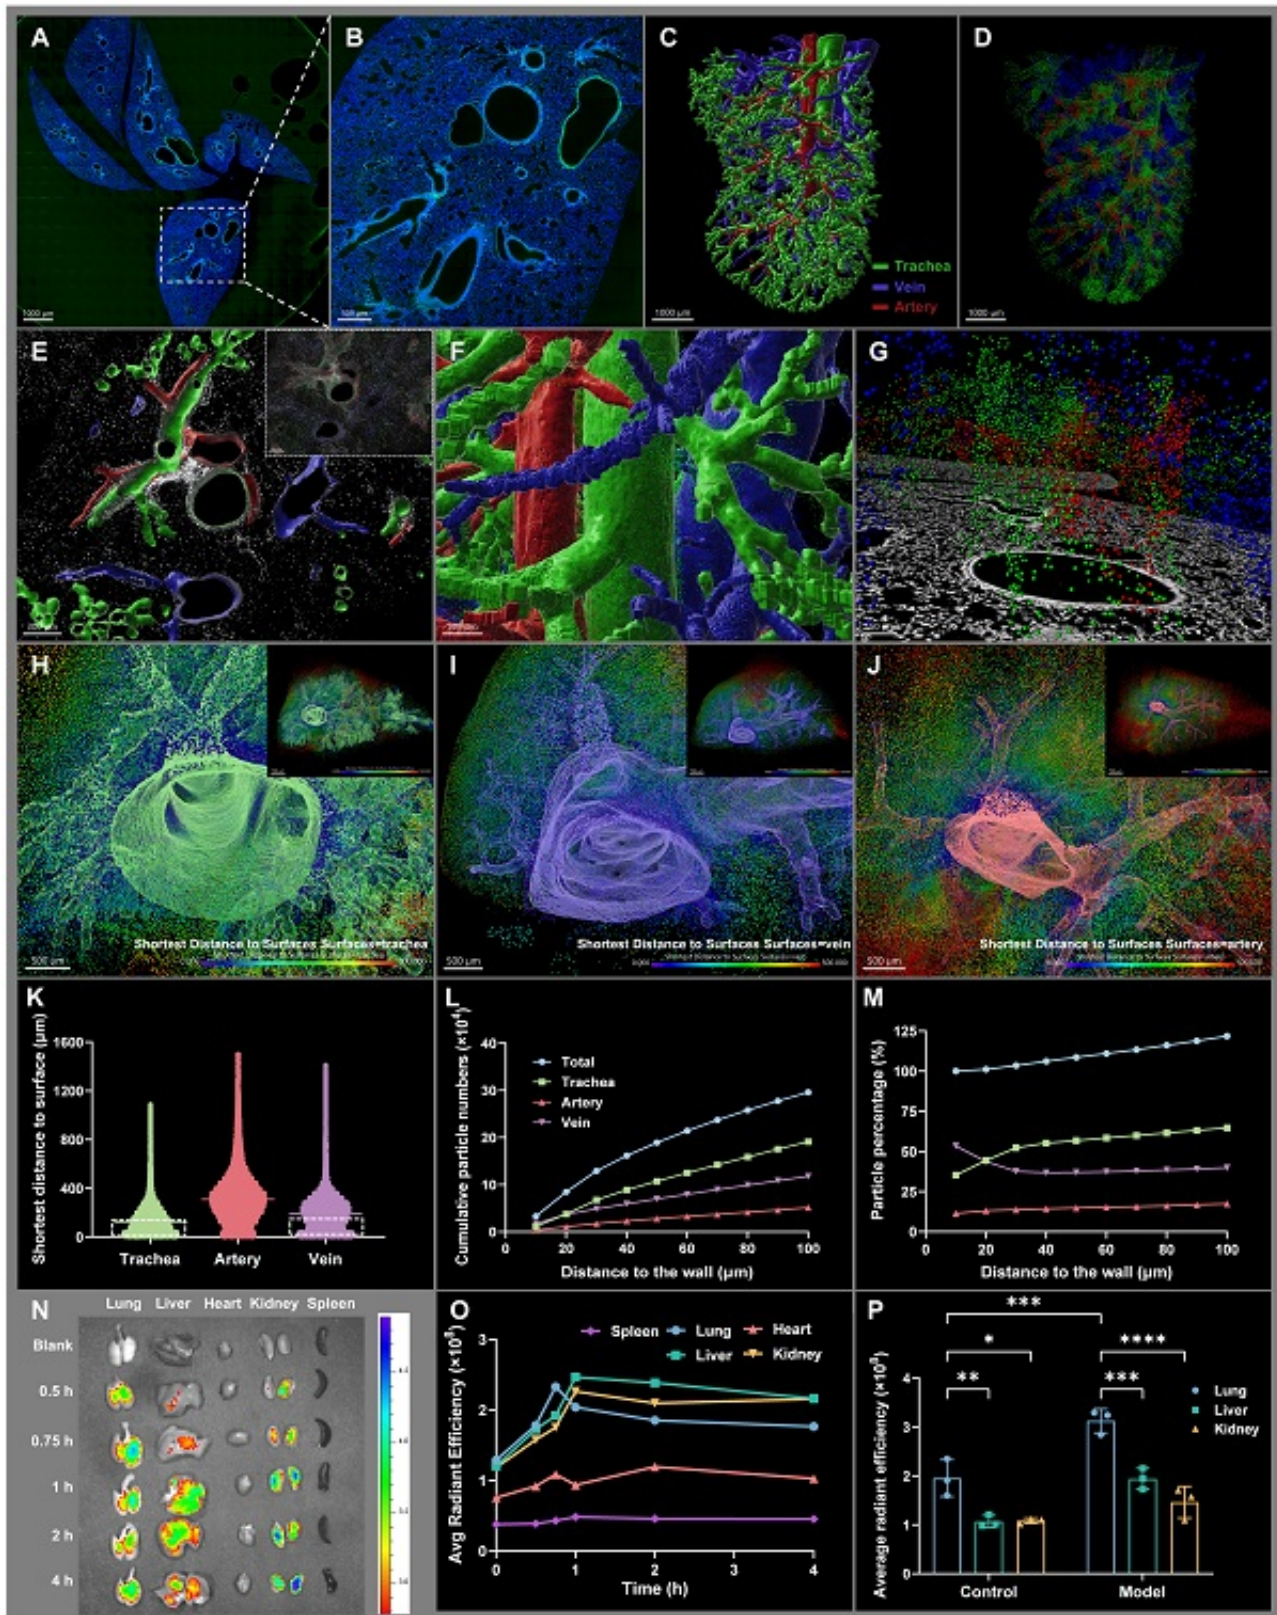 A
B
C
D
1000 µm
Trachea
Vein
Artery
1000 µm
1000 µm
E
F
G
H
I
J
Shortest Distance to Surfaces Surfaces=trachea
500 µm
Shortest Distance to Surfaces Surfaces=vein
500 µm
Shortest Distance to Surfaces Surfaces=artery
500 µm
K
Shortest distance to surface (µm)
1600
1200
800
400
0
Trachea
Artery
Vein
L
Cumulative particle numbers (×10⁴)
40
30
20
10
0
Total
Trachea
Artery
Vein
0
20
40
60
80
100
Distance to the wall (µm)
M
Particle percentage (%)
125
100
75
50
25
0
0
20
40
60
80
100
Distance to the wall (µm)
N
Lung Liver Heart Kidney Spleen
Blank
0.5 h
0.75 h
1 h
2 h
4 h
O
Avg Radiant Efficiency (×10⁸)
3
2
1
0
Spleen Lung Heart
Liver Kidney
0
1
2
3
4
Time (h)
P
Average radiant efficiency (×10⁸)
4
3
2
1
0
***
* ****
** ***
Lung
Liver
Kidney
Control
Model